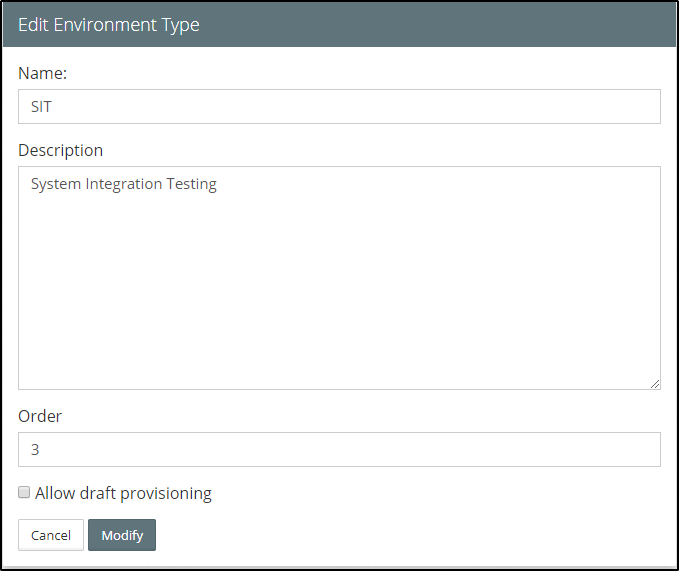 Edit Environment Type
Name:
SIT
Description
System Integration Testing
Order
3
Allow draft provisioning
Cancel Modify